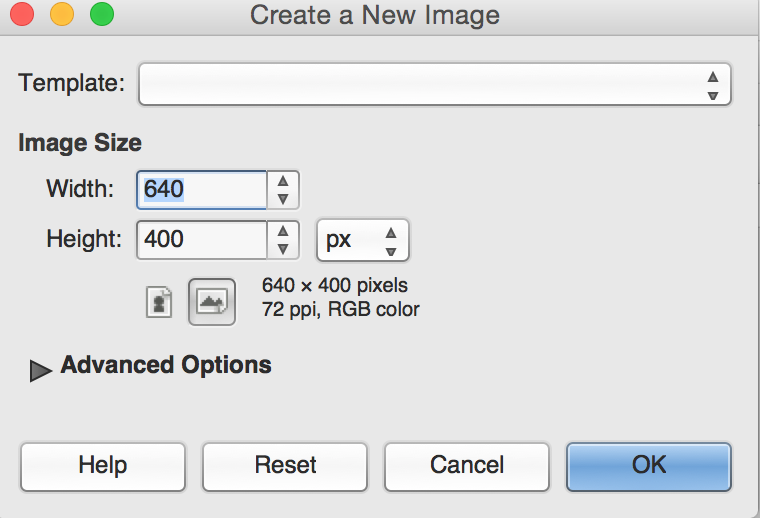 Create a New Image
Template:
Image Size
Width: 640
Height: 400 px
640 × 400 pixels
72 ppi, RGB color
Advanced Options
Help Reset Cancel OK